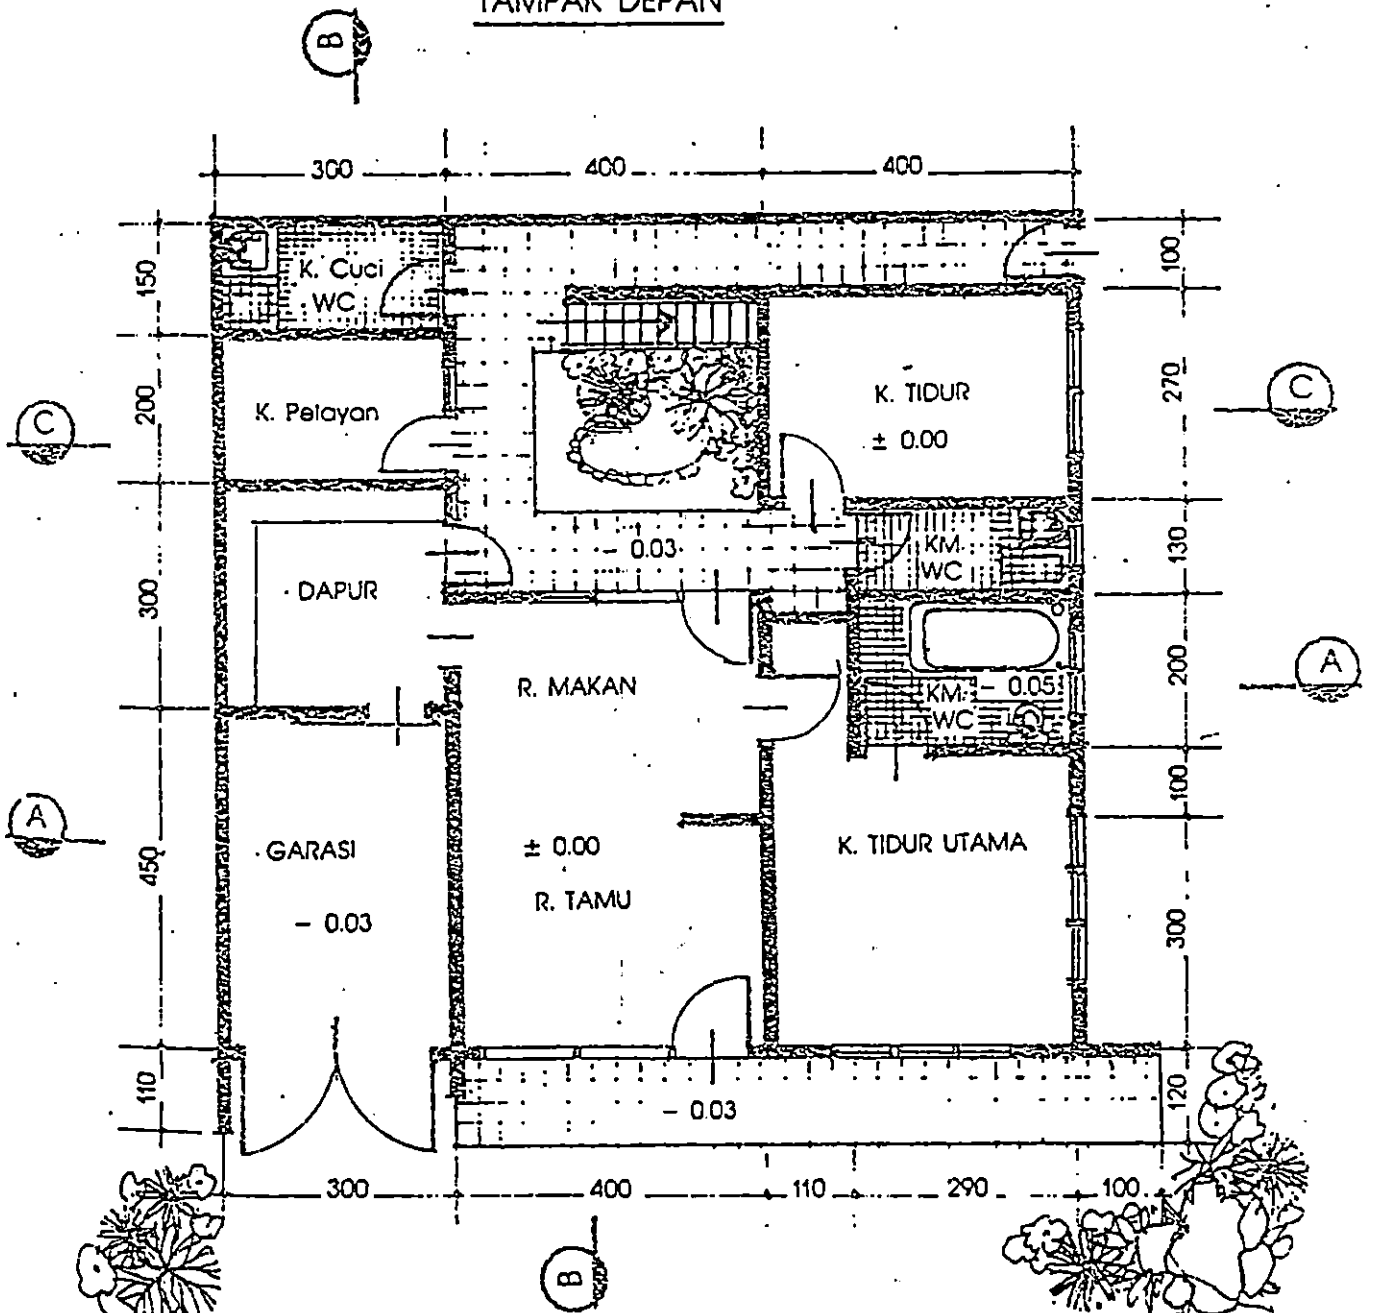 TAMPAK DEPAN
B
300
400
400
150
K. Cuci
WC
100
200
K. Pelayan
K. TIDUR
± 0.00
270
C
C
300
DAPUR
- 0.03
KM.
WC
130
R. MAKAN
KM.
WC
- 0.05
200
A
A
450
GARASI
- 0.03
± 0.00
R. TAMU
K. TIDUR UTAMA
100
300
110
- 0.03
120
300
400
110
290
100
B